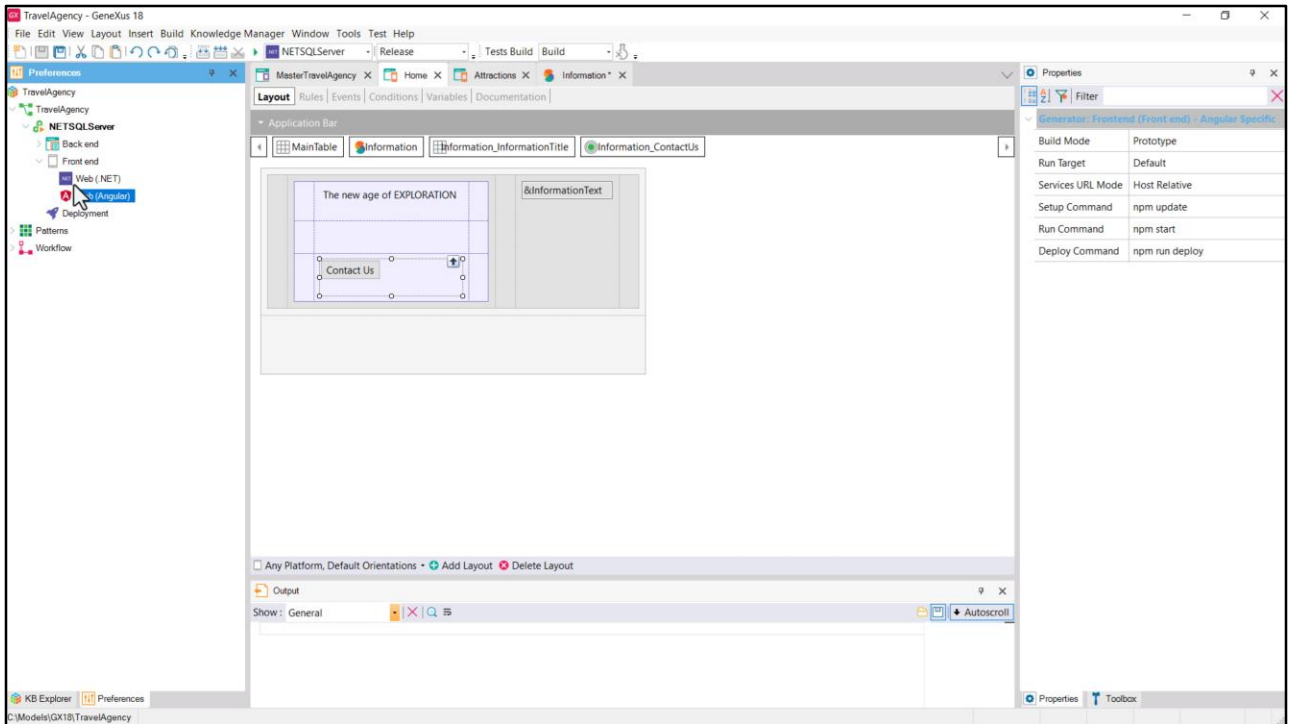 TravelAgency - GeneXus 18
File Edit View Layout Insert Build Knowledge Manager Window Tools Test Help
NETSQLServer Release Tests Build Build
Preferences
TravelAgency
TravelAgency
NETSQLServer
Back end
Front end
Web (.NET)
(Angular)
Deployment
Patterns
Workflow
KB Explorer Preferences
C:\Models\GX18\TravelAgency
MasterTravelAgency Home Attractions Information *
Layout Rules Events Conditions Variables Documentation
Application Bar
MainTable Information Information_InformationTitle Information_ContactUs
The new age of EXPLORATION
&InformationText
Contact Us
Any Platform, Default Orientations Add Layout Delete Layout
Output
Show: General Autoscroll
Properties
Filter
Generator: Frontend (Front end) - Angular Specific
Build Mode Prototype
Run Target Default
Services URL Mode Host Relative
Setup Command npm update
Run Command npm start
Deploy Command npm run deploy
Properties Toolbox